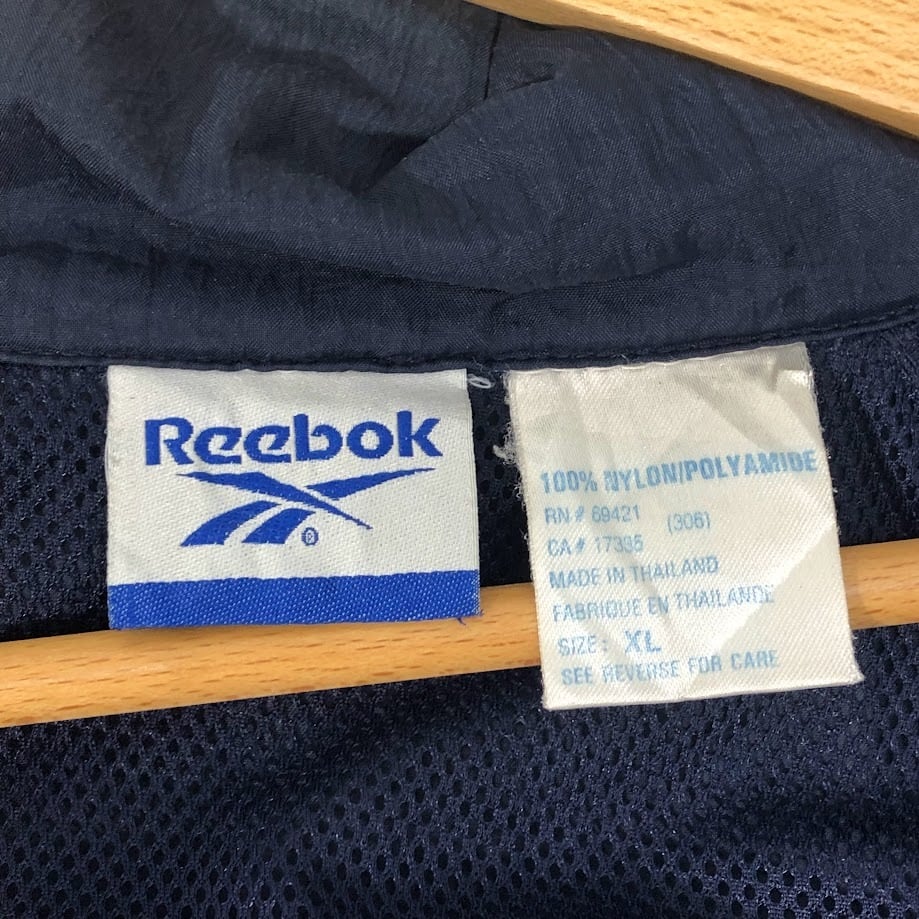 Reebok
®
100% NYLON/POLYAMIDE
RN # 69421 (306)
CA # 17335
MADE IN THAILAND
FABRIQUE EN THAILANDE
SIZE: XL
SEE REVERSE FOR CARE